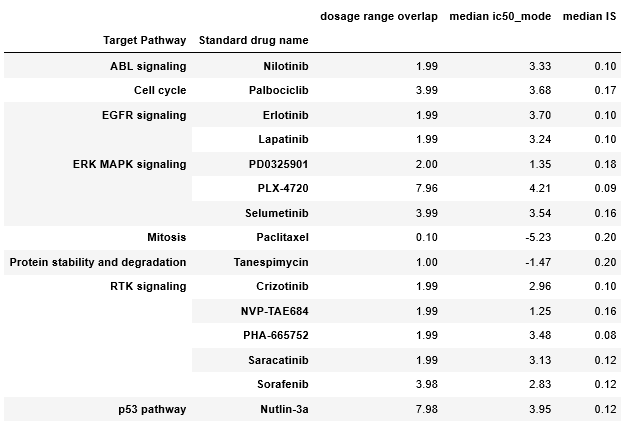 dosage range overlap median ic50_mode median IS
Target Pathway Standard drug name
ABL signaling Nilotinib 1.99 3.33 0.10
Cell cycle Palbociclib 3.99 3.68 0.17
EGFR signaling Erlotinib 1.99 3.70 0.10
Lapatinib 1.99 3.24 0.10
ERK MAPK signaling PD0325901 2.00 1.35 0.18
PLX-4720 7.96 4.21 0.09
Selumetinib 3.99 3.54 0.16
Mitosis Paclitaxel 0.10 -5.23 0.20
Protein stability and degradation Tanespimycin 1.00 -1.47 0.20
RTK signaling Crizotinib 1.99 2.96 0.10
NVP-TAE684 1.99 1.25 0.16
PHA-665752 1.99 3.48 0.08
Saracatinib 1.99 3.13 0.12
Sorafenib 3.98 2.83 0.12
p53 pathway Nutlin-3a 7.98 3.95 0.12